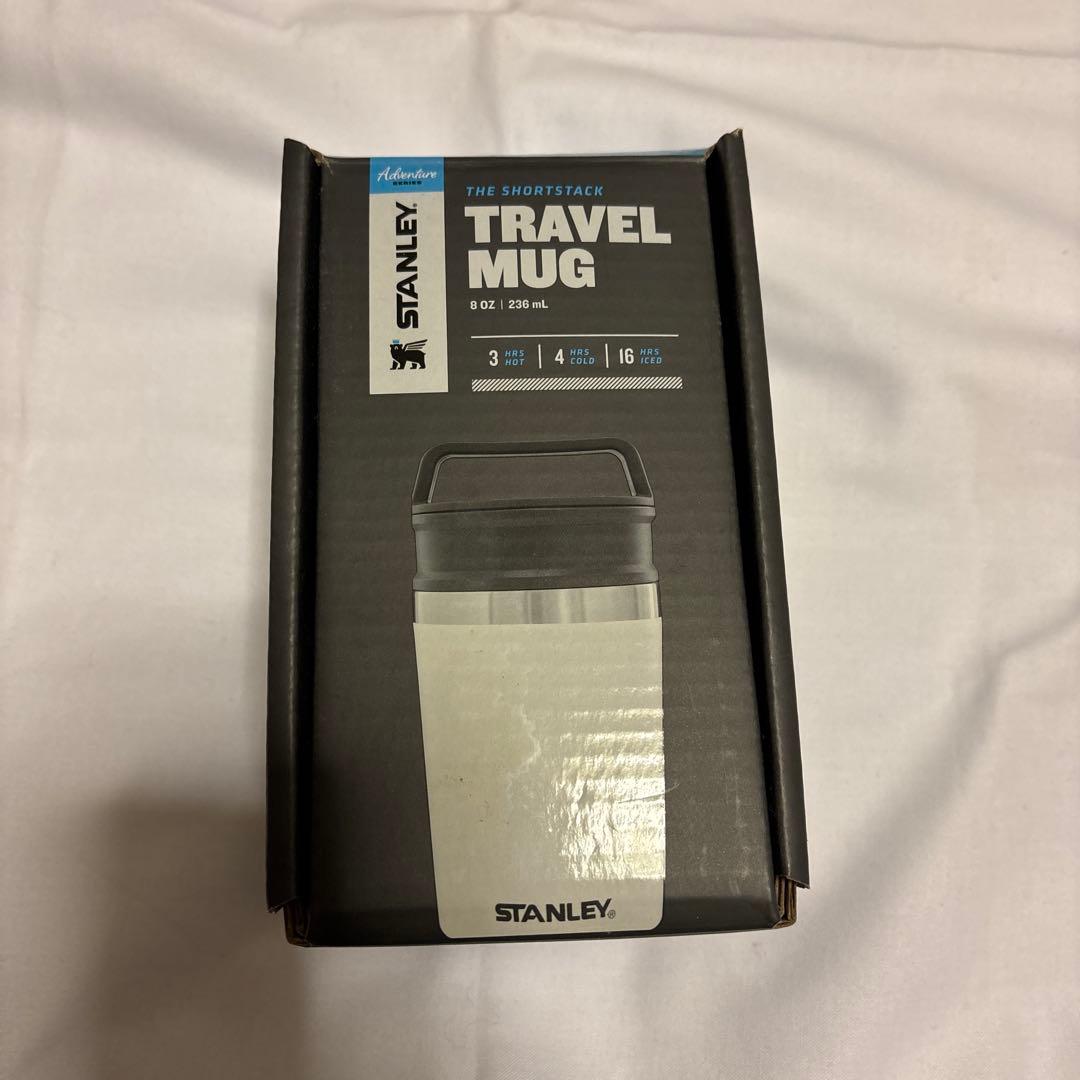 Adventure
SERIES
STANLEY®
THE SHORTSTACK
TRAVEL
MUG
8 OZ | 236 mL
3 HRS HOT | 4 HRS COLD | 16 HRS ICED
STANLEY®